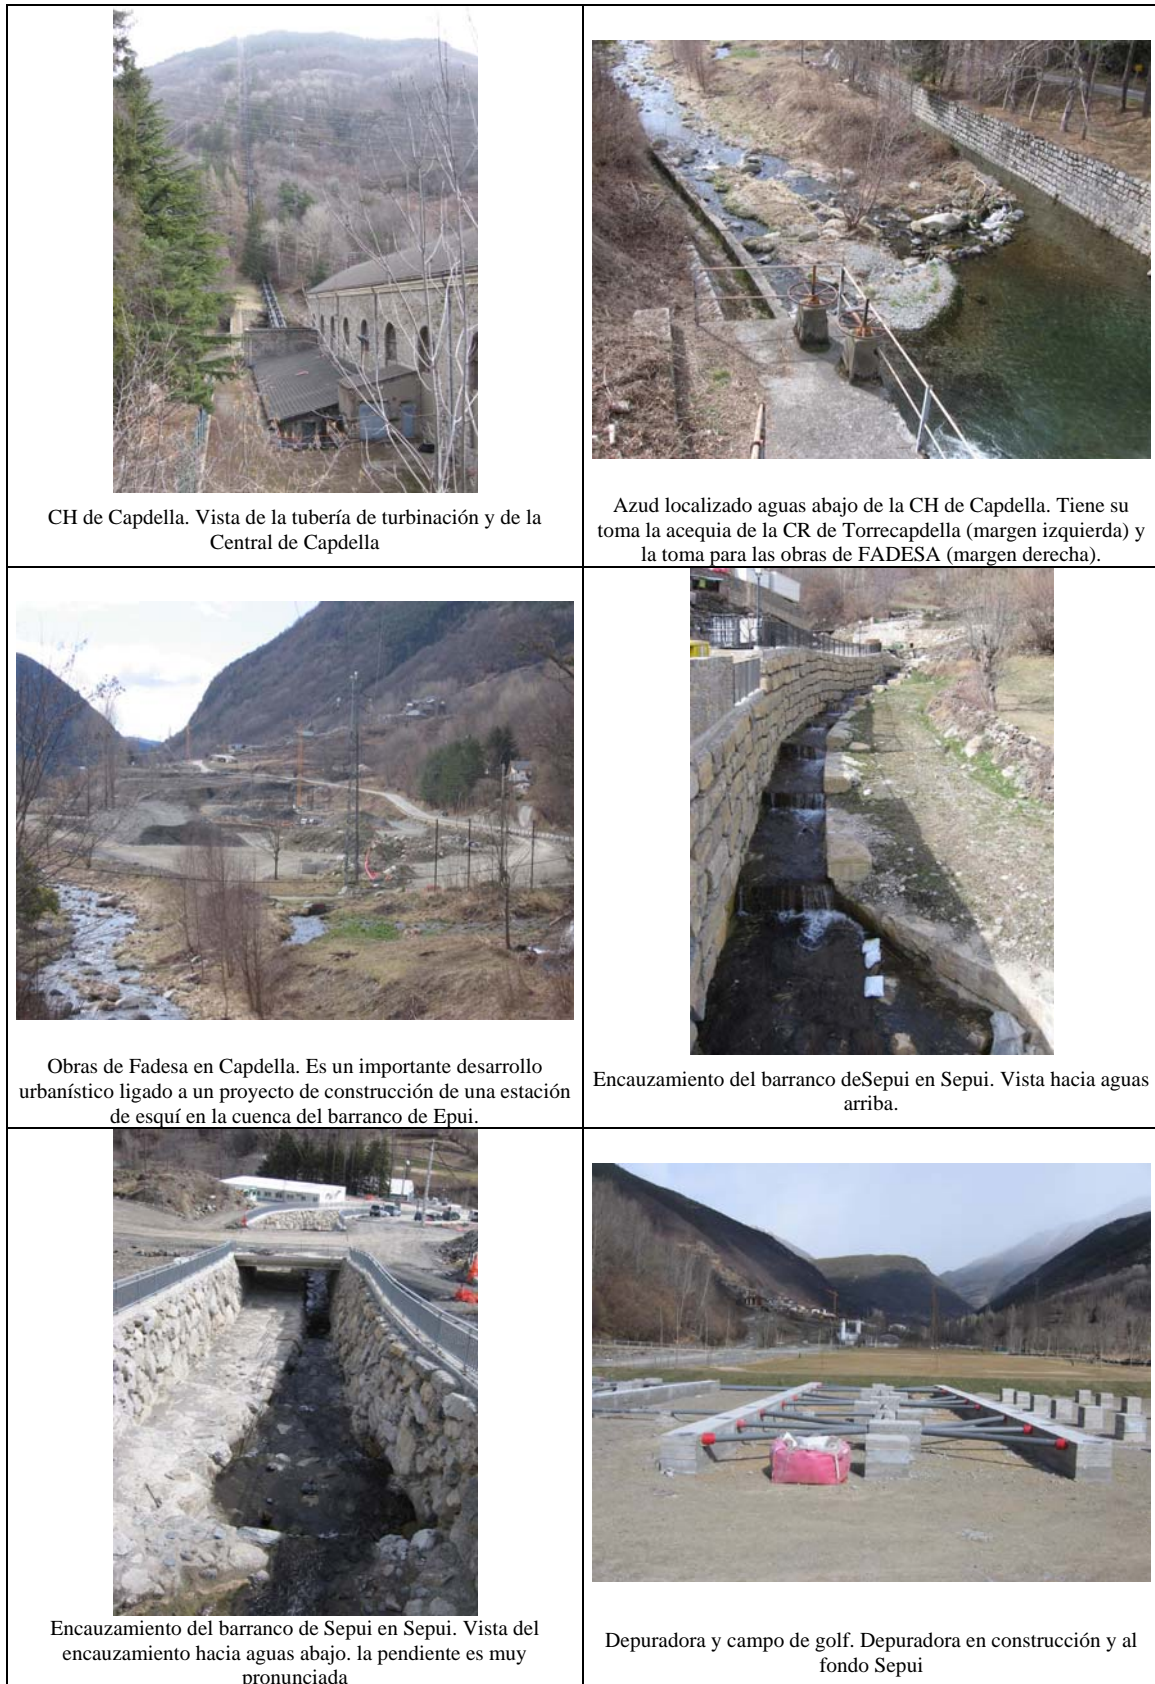 CH de Capdella. Vista de la tubería de turbinación y de la
Central de Capdella
Azud localizado aguas abajo de la CH de Capdella. Tiene su
toma la acequia de la CR de Torrecapdella (margen izquierda) y
la toma para las obras de FADESA (margen derecha).
Obras de Fadesa en Capdella. Es un importante desarrollo
urbanístico ligado a un proyecto de construcción de una estación
de esquí en la cuenca del barranco de Epui.
Encauzamiento del barranco deSepui en Sepui. Vista hacia aguas
arriba.
Encauzamiento del barranco de Sepui en Sepui. Vista del
encauzamiento hacia aguas abajo. la pendiente es muy
pronunciada
Depuradora y campo de golf. Depuradora en construcción y al
fondo Sepui